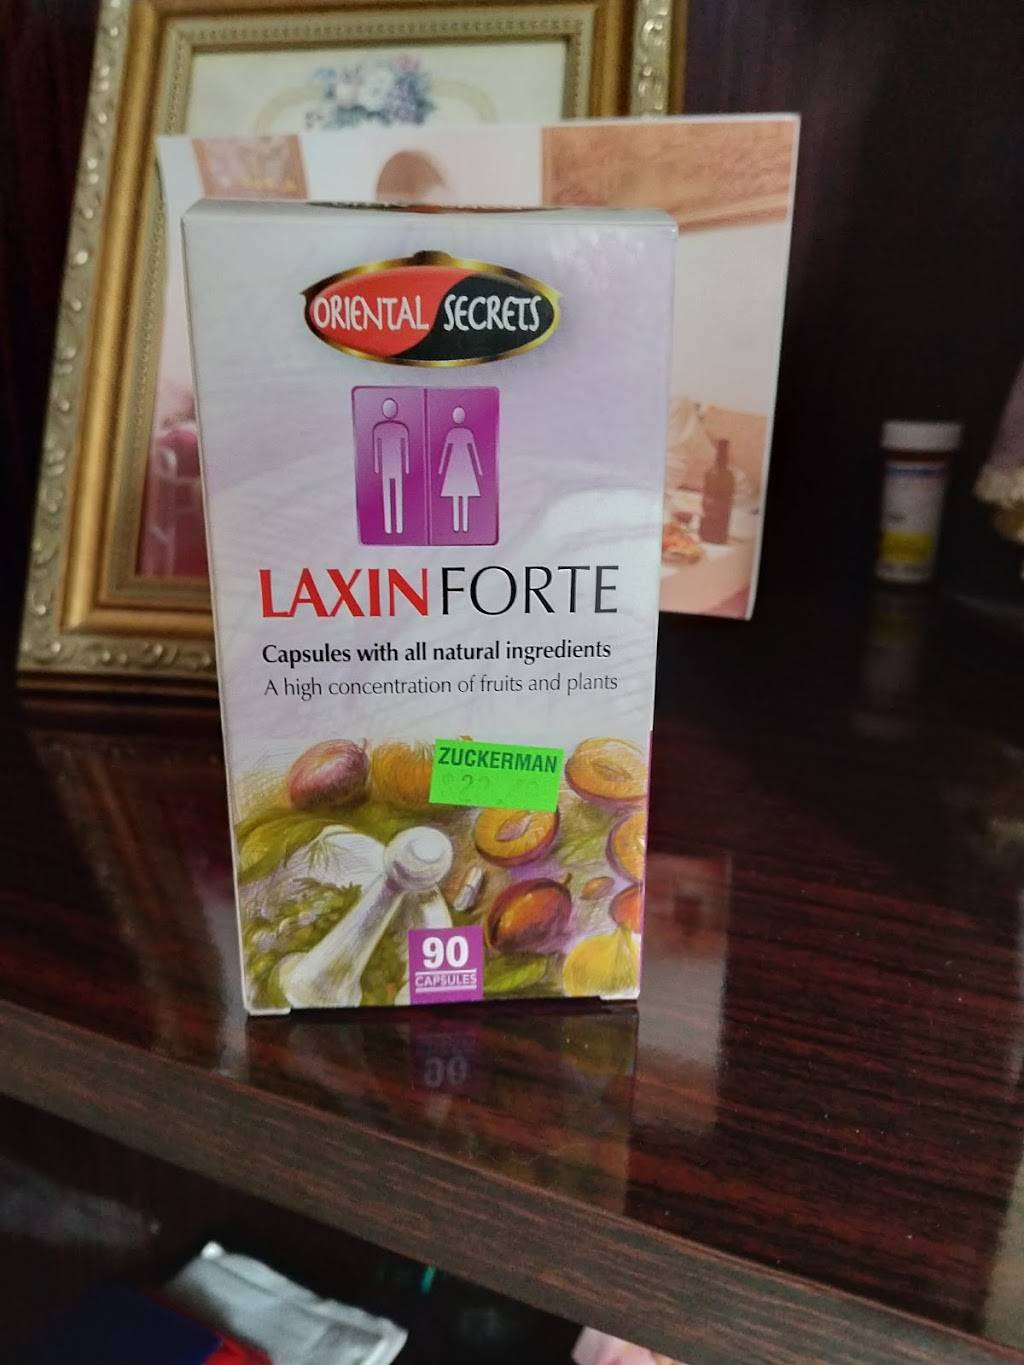 ORIENTAL SECRETS
LAXIN FORTE
Capsules with all natural ingredients
A high concentration of fruits and plants
ZUCKERMAN
90
CAPSULES